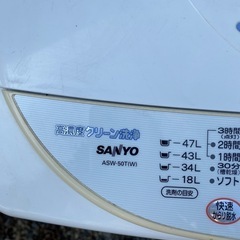 高濃度クリーン洗浄
SANYO
ASW-50T(W)
47L
43L
34L
18L
洗剤の目安
3時間
2時間
1時間
30分
ソフト
快速